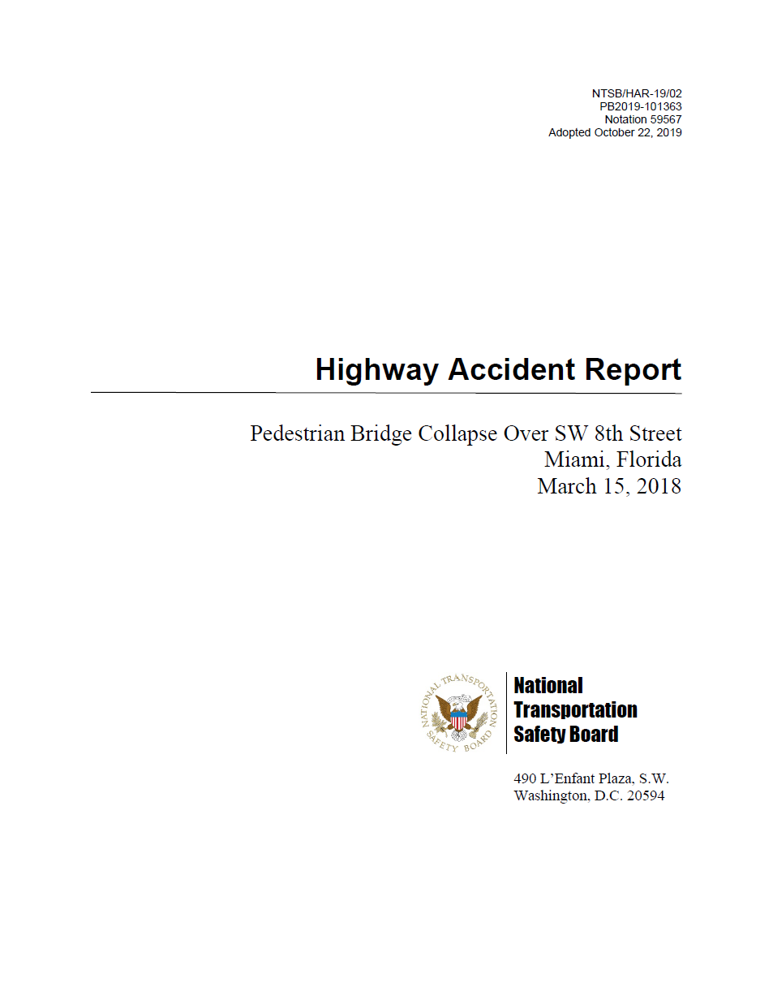 NTSB/HAR-19/02
PB2019-101363
Notation 59567
Adopted October 22, 2019
Highway Accident Report
Pedestrian Bridge Collapse Over SW 8th Street
Miami, Florida
March 15, 2018
NATIONAL TRANSPORTATION SAFETY BOARD
National
Transportation
Safety Board
490 L’Enfant Plaza, S.W.
Washington, D.C. 20594